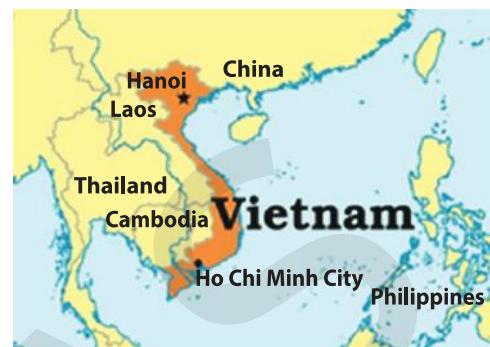 China
Hanoi
Laos
Thailand
Cambodia
Vietnam
Ho Chi Minh City
Philippines